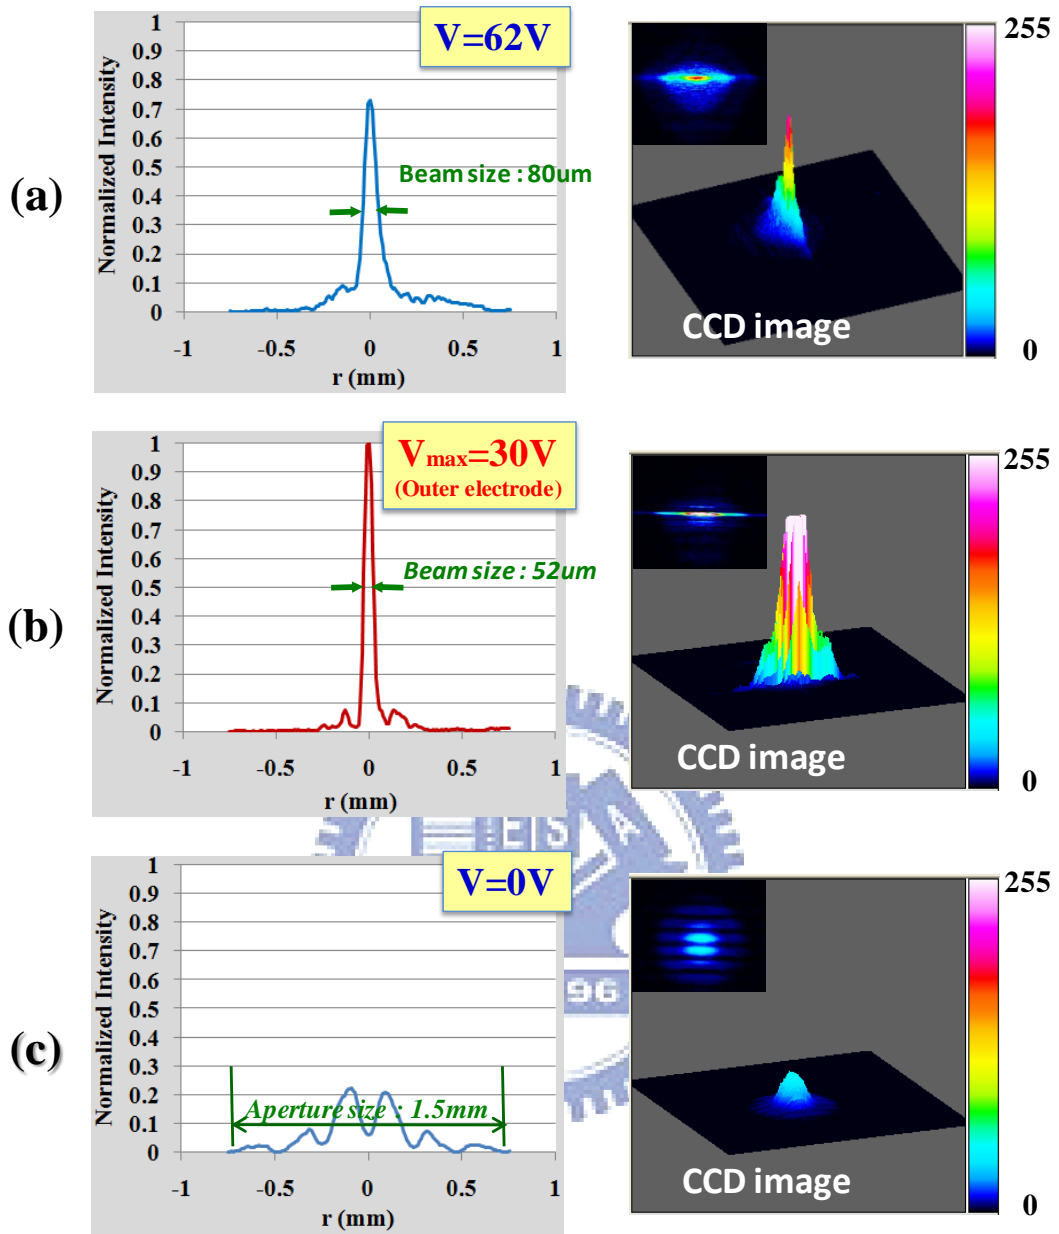 (a)
V=62V
Normalized Intensity
1
0.9
0.8
0.7
0.6
0.5
0.4
0.3
0.2
0.1
0
Beam size : 80um
-1 -0.5 0 0.5 1
r (mm)
CCD image
255
0
(b)
Vmax=30V
(Outer electrode)
Normalized Intensity
1
0.9
0.8
0.7
0.6
0.5
0.4
0.3
0.2
0.1
0
Beam size : 52um
-1 -0.5 0 0.5 1
r (mm)
CCD image
255
0
E S A
96
(c)
V=0V
Normalized Intensity
1
0.9
0.8
0.7
0.6
0.5
0.4
0.3
0.2
0.1
0
Aperture size : 1.5mm
-1 -0.5 0 0.5 1
r (mm)
CCD image
255
0